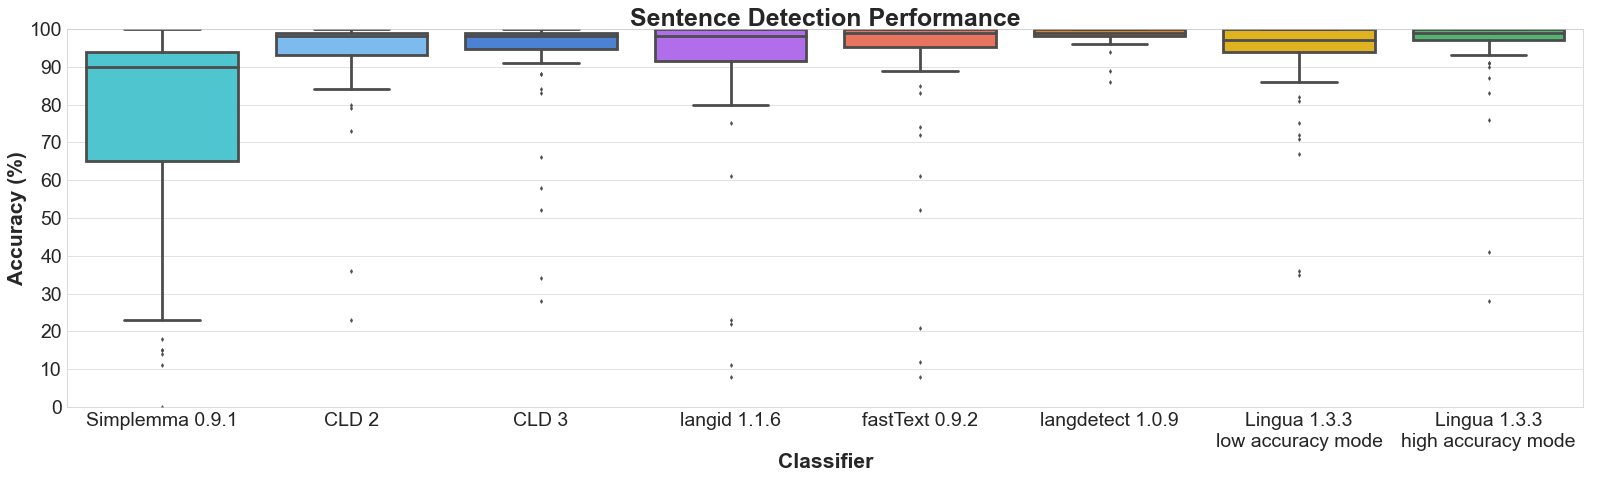 Sentence Detection Performance
Accuracy (%)
100
90
80
70
60
50
40
30
20
10
0
Simplemma 0.9.1
CLD 2
CLD 3
langid 1.1.6
fastText 0.9.2
langdetect 1.0.9
Lingua 1.3.3
low accuracy mode
Lingua 1.3.3
high accuracy mode
Classifier